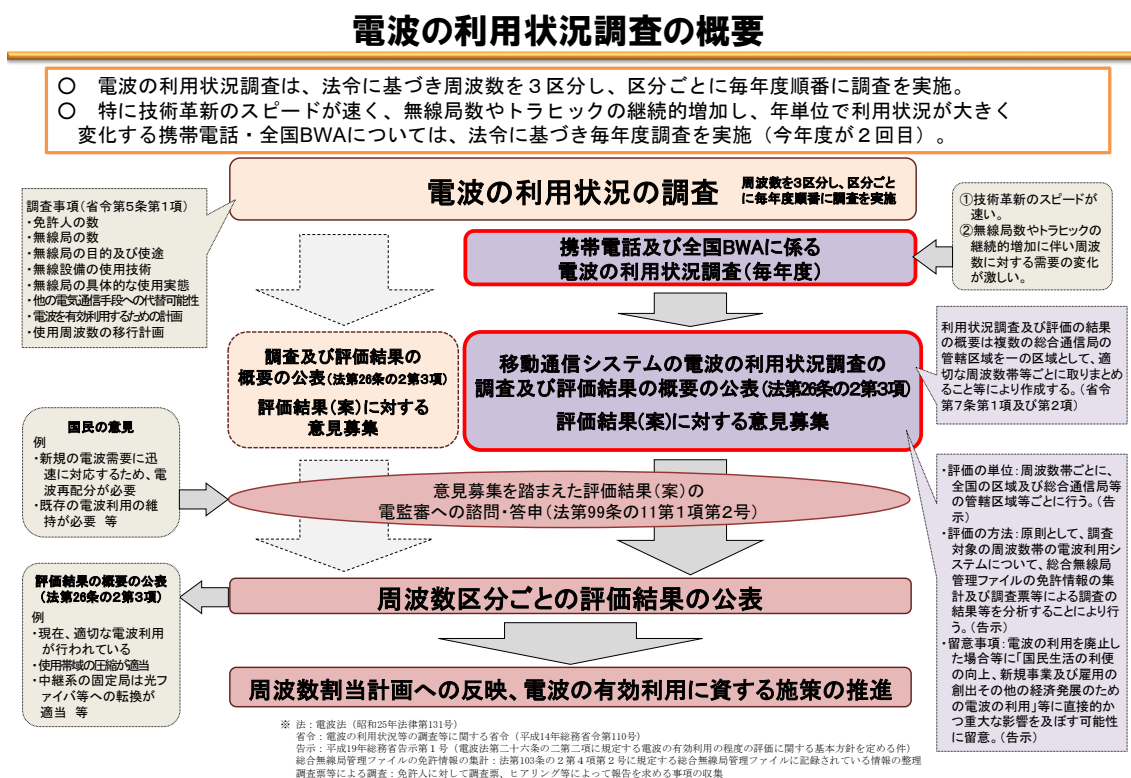 電波の利用状況調査の概要
○　電波の利用状況調査は、法令に基づき周波数を３区分し、区分ごとに毎年度順番に調査を実施。
○　特に技術革新のスピードが速く、無線局数やトラヒックの継続的増加し、年単位で利用状況が大きく
変化する携帯電話・全国BWAについては、法令に基づき毎年度調査を実施（今年度が２回目）。
電波の利用状況の調査
周波数を3区分し、区分ごと
に毎年度順番に調査を実施
調査事項(省令第5条第1項)
・免許人の数
・無線局の数
・無線局の目的及び使途
・無線設備の使用技術
・無線局の具体的な使用実態
・他の電気通信手段への代替可能性
・電波を有効利用するための計画
・使用周波数の移行計画
携帯電話及び全国BWAに係る
電波の利用状況調査(毎年度)
①技術革新のスピードが
速い。
②無線局数やトラヒックの
継続的増加に伴い周波
数に対する需要の変化
が激しい。
調査及び評価結果の
概要の公表(法第26条の2第3項)
評価結果(案)に対する
意見募集
移動通信システムの電波の利用状況調査の
調査及び評価結果の概要の公表(法第26条の2第3項)
評価結果(案)に対する意見募集
利用状況調査及び評価の結果
の概要は複数の総合通信局の
管轄区域を一の区域として、適
切な周波数帯等ごとに取りまとめ
ること等により作成する。(省令
第7条第1項及び第2項)
国民の意見
例
・新規の電波需要に迅
速に対応するため、電
波再配分が必要
・既存の電波利用の維
持が必要 等
意見募集を踏まえた評価結果(案)の
電監審への諮問・答申(法第99条の11第1項第2号)
・評価の単位：周波数帯ごとに、
全国の区域及び総合通信局等
の管轄区域等ごとに行う。(告
示)
・評価の方法：原則として、調査
対象の周波数帯の電波利用シ
ステムについて、総合無線局
管理ファイルの免許情報の集
計及び調査票等による調査の
結果等を分析することにより行
う。(告示)
・留意事項：電波の利用を廃止し
た場合等に「国民生活の利便
の向上、新規事業及び雇用の
創出その他の経済発展のため
の電波の利用」等に直接的か
つ重大な影響を及ぼす可能性
に留意。(告示)
評価結果の概要の公表
(法第26条の2第3項)
例
・現在、適切な電波利用
が行われている
・使用帯域の圧縮が適当
・中継系の固定局は光フ
ァイバ等への転換が
適当 等
周波数区分ごとの評価結果の公表
周波数割当計画への反映、電波の有効利用に資する施策の推進
※ 法：電波法（昭和25年法律第131号）
省令：電波の利用状況の調査等に関する省令（平成14年総務省令第110号）
告示：平成19年総務省告示第１号（電波法第二十六条の二第二項に規定する電波の有効利用の程度の評価に関する基本方針を定める件）
総合無線局管理ファイルの免許情報の集計：法第103条の２第４項第２号に規定する総合無線局管理ファイルに記録されている情報の整理
調査票等による調査：免許人に対して調査票、ヒアリング等によって報告を求める事項の収集